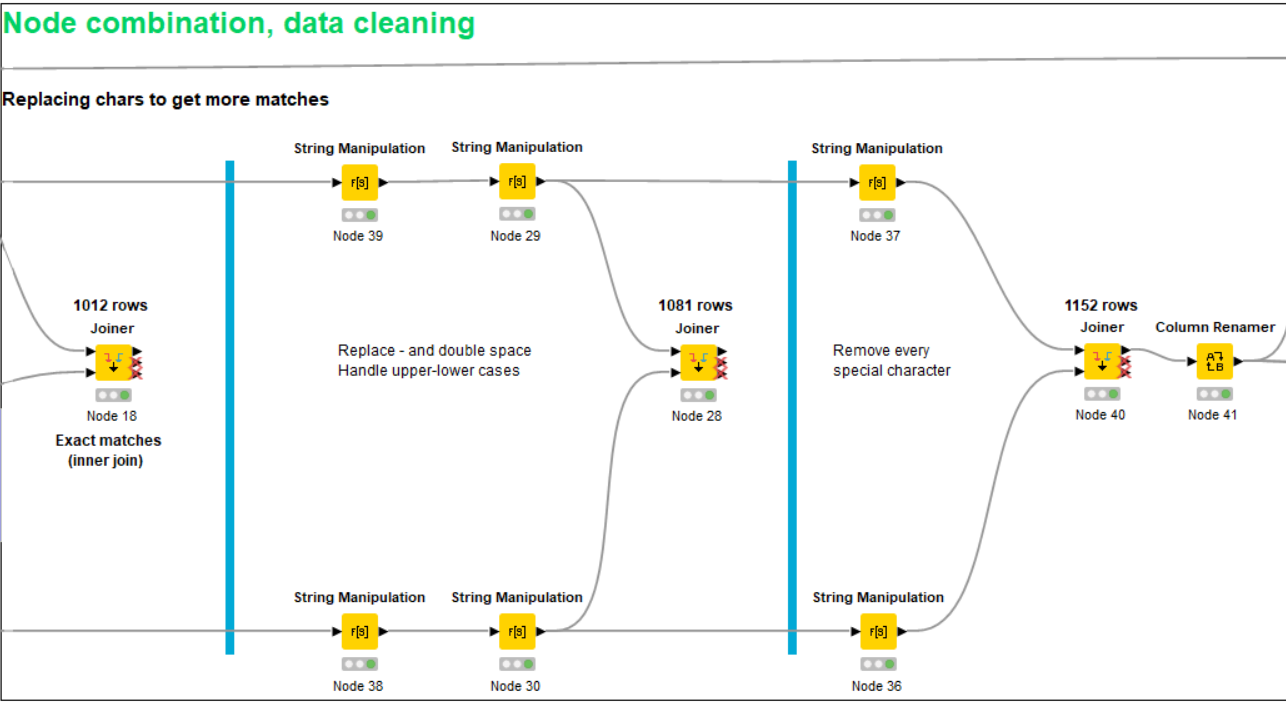 Node combination, data cleaning
Replacing chars to get more matches
String Manipulation
F[S]
Node 39
String Manipulation
F[S]
Node 29
String Manipulation
F[S]
Node 37
1012 rows
Joiner
Node 18
Exact matches
(inner join)
Replace - and double space
Handle upper-lower cases
1081 rows
Joiner
Node 28
Remove every
special character
1152 rows
Joiner
Node 40
Column Renamer
Node 41
String Manipulation
F[S]
Node 38
String Manipulation
F[S]
Node 30
String Manipulation
F[S]
Node 36